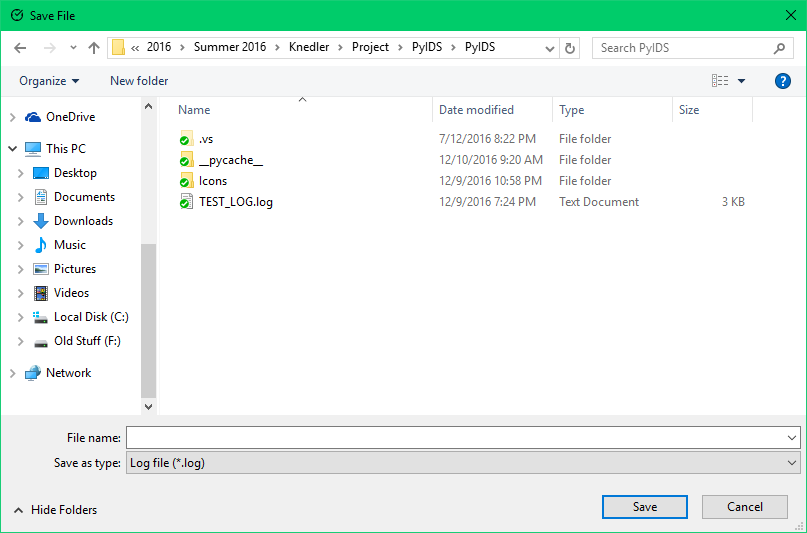 Save File
« 2016 > Summer 2016 > Knedler > Project > PyIDS > PyIDS
Search PyIDS
Organize
New folder
?
Name Date modified Type Size
OneDrive
This PC
Desktop
Documents
Downloads
Music
Pictures
Videos
Local Disk (C:)
Old Stuff (F:)
Network
.vs 7/12/2016 8:22 PM File folder
__pycache__ 12/10/2016 9:20 AM File folder
Icons 12/9/2016 10:58 PM File folder
TEST_LOG.log 12/9/2016 7:24 PM Text Document 3 KB
File name:
Save as type: Log file (*.log)
Hide Folders
Save
Cancel